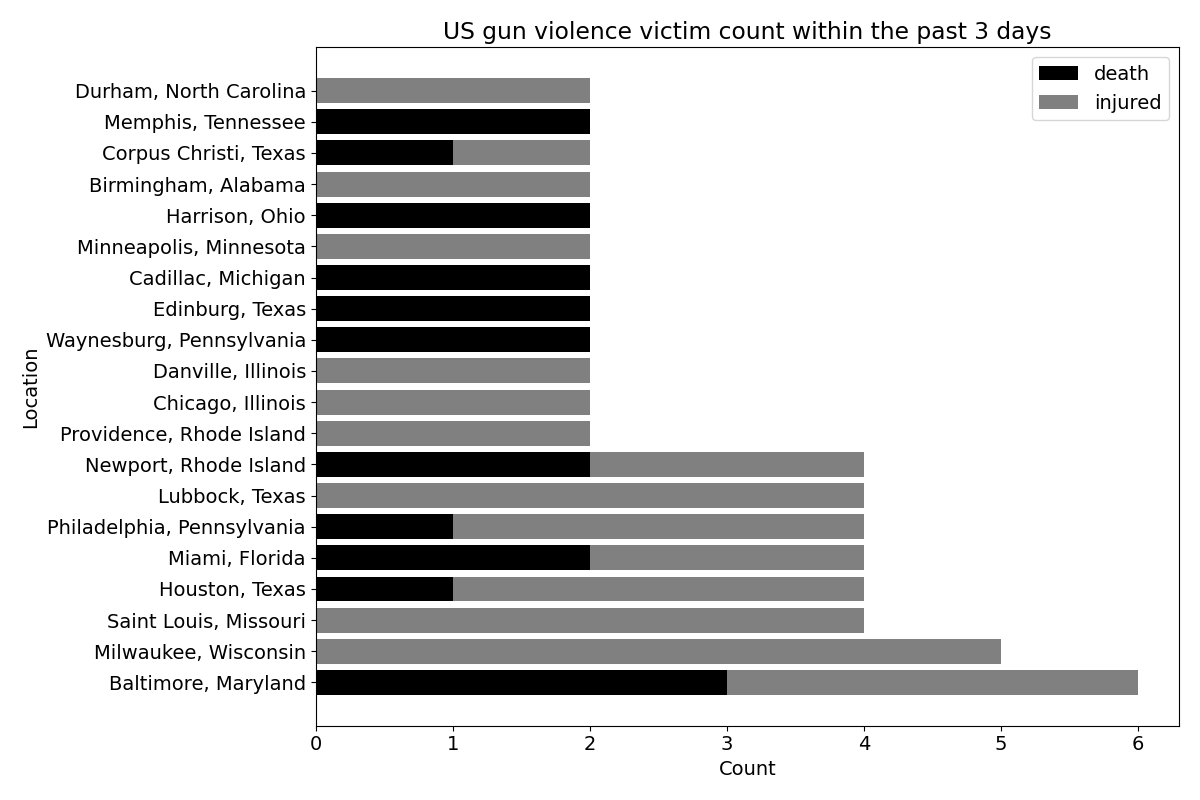 US gun violence victim count within the past 3 days
death
injured
Durham, North Carolina
Memphis, Tennessee
Corpus Christi, Texas
Birmingham, Alabama
Harrison, Ohio
Minneapolis, Minnesota
Cadillac, Michigan
Edinburg, Texas
Waynesburg, Pennsylvania
Danville, Illinois
Chicago, Illinois
Providence, Rhode Island
Newport, Rhode Island
Lubbock, Texas
Philadelphia, Pennsylvania
Miami, Florida
Houston, Texas
Saint Louis, Missouri
Milwaukee, Wisconsin
Baltimore, Maryland
Location
0 1 2 3 4 5 6
Count